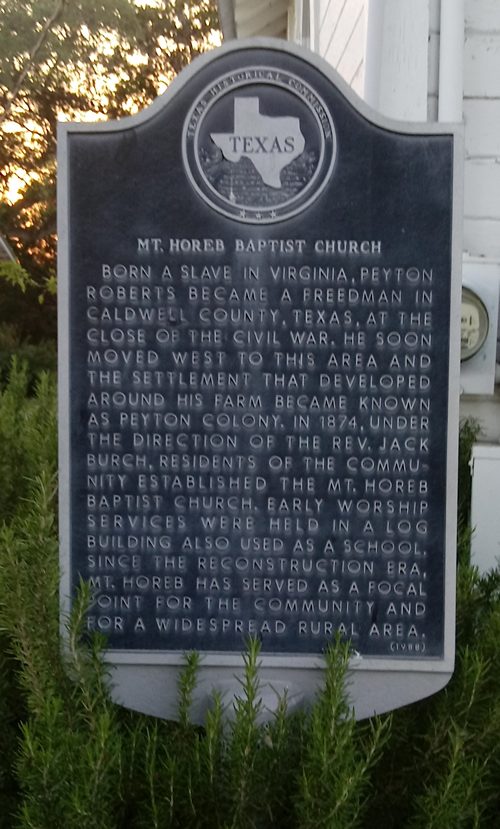 TEXAS HISTORICAL COMMISSION
TEXAS
MT. HOREB BAPTIST CHURCH
BORN A SLAVE IN VIRGINIA, PEYTON
ROBERTS BECAME A FREEDMAN IN
CALDWELL COUNTY, TEXAS, AT THE
CLOSE OF THE CIVIL WAR. HE SOON
MOVED WEST TO THIS AREA AND
THE SETTLEMENT THAT DEVELOPED
AROUND HIS FARM BECAME KNOWN
AS PEYTON COLONY. IN 1874, UNDER
THE DIRECTION OF THE REV. JACK
BURCH, RESIDENTS OF THE COMMU-
NITY ESTABLISHED THE MT. HOREB
BAPTIST CHURCH. EARLY WORSHIP
SERVICES WERE HELD IN A LOG
BUILDING ALSO USED AS A SCHOOL.
SINCE THE RECONSTRUCTION ERA,
MT. HOREB HAS SERVED AS A FOCAL
POINT FOR THE COMMUNITY AND
FOR A WIDESPREAD RURAL AREA.
(1988)